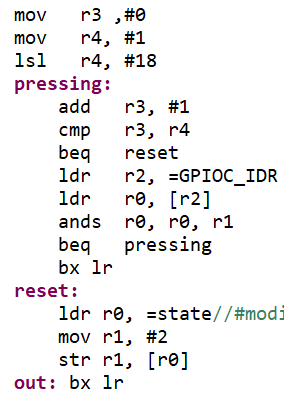 mov r3 ,#0
mov r4, #1
lsl r4, #18
pressing:
add r3, #1
cmp r3, r4
beq reset
ldr r2, =GPIOC_IDR
ldr r0, [r2]
ands r0, r0, r1
beq pressing
bx lr
reset:
ldr r0, =state//#modi
mov r1, #2
str r1, [r0]
out: bx lr